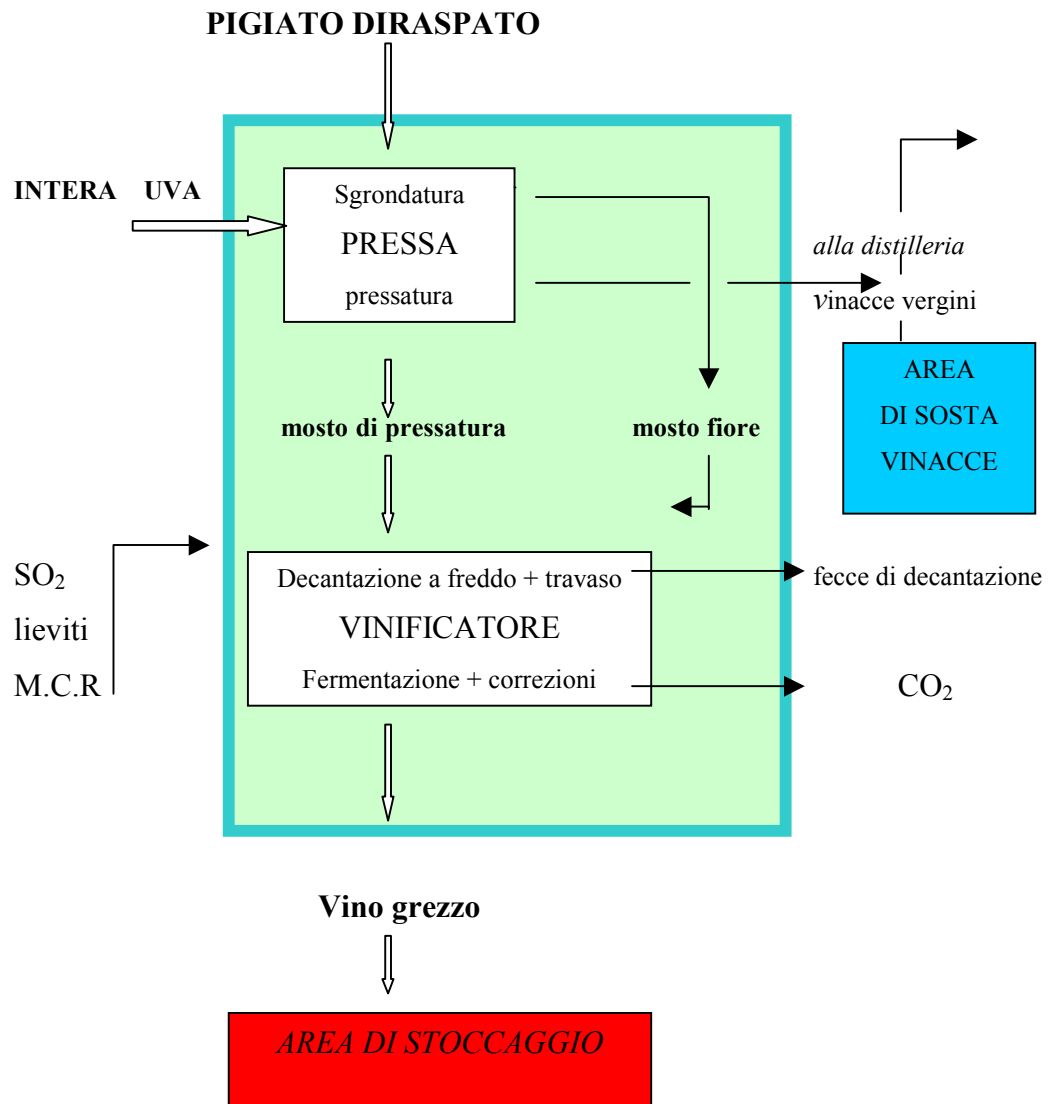 PIGIATO DIRASPATO
INTERA UVA
Sgrondatura
PRESSA
pressatura
alla distilleria
vinacce vergini
AREA
DI SOSTA
VINACCE
mosto di pressatura
mosto fiore
SO₂
lieviti
M.C.R
Decantazione a freddo + travaso
VINIFICATORE
Fermentazione + correzioni
fecce di decantazione
CO₂
Vino grezzo
AREA DI STOCCAGGIO